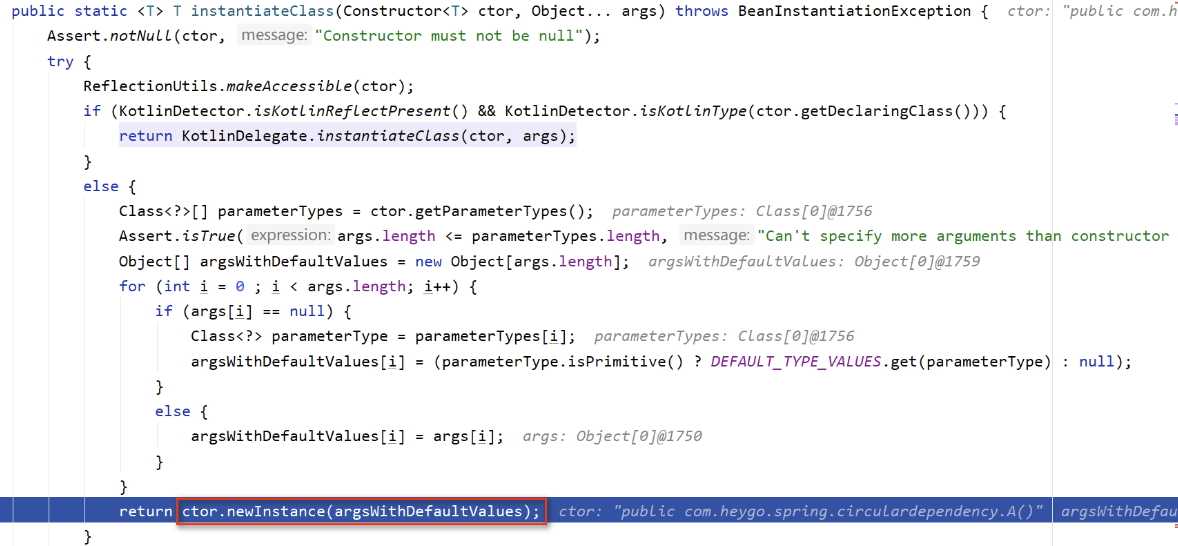 public static <T> T instantiateClass(Constructor<T> ctor, Object... args) throws BeanInstantiationException {  ctor: "public com.h
Assert.notNull(ctor, message: "Constructor must not be null");
try {
ReflectionUtils.makeAccessible(ctor);
if (KotlinDetector.isKotlinReflectPresent() && KotlinDetector.isKotlinType(ctor.getDeclaringClass())) {
return KotlinDelegate.instantiateClass(ctor, args);
}
else {
Class<?>[] parameterTypes = ctor.getParameterTypes();  parameterTypes: Class[0]@1756
Assert.isTrue( expression: args.length <= parameterTypes.length, message: "Can't specify more arguments than constructor
Object[] argsWithDefaultValues = new Object[args.length];  argsWithDefaultValues: Object[0]@1759
for (int i = 0 ; i < args.length; i++) {
if (args[i] == null) {
Class<?> parameterType = parameterTypes[i];  parameterTypes: Class[0]@1756
argsWithDefaultValues[i] = (parameterType.isPrimitive() ? DEFAULT_TYPE_VALUES.get(parameterType) : null);
}
else {
argsWithDefaultValues[i] = args[i];  args: Object[0]@1750
}
}
return ctor.newInstance(argsWithDefaultValues);  ctor: "public com.heygo.spring.circulardependency.A()"  argsWithDefau
}